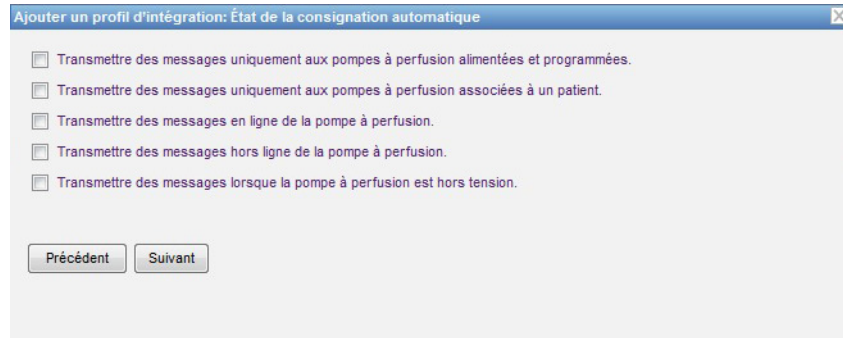 Ajouter un profil d'intégration: État de la consignation automatique
Transmettre des messages uniquement aux pompes à perfusion alimentées et programmées.
Transmettre des messages uniquement aux pompes à perfusion associées à un patient.
Transmettre des messages en ligne de la pompe à perfusion.
Transmettre des messages hors ligne de la pompe à perfusion.
Transmettre des messages lorsque la pompe à perfusion est hors tension.
Précédent Suivant